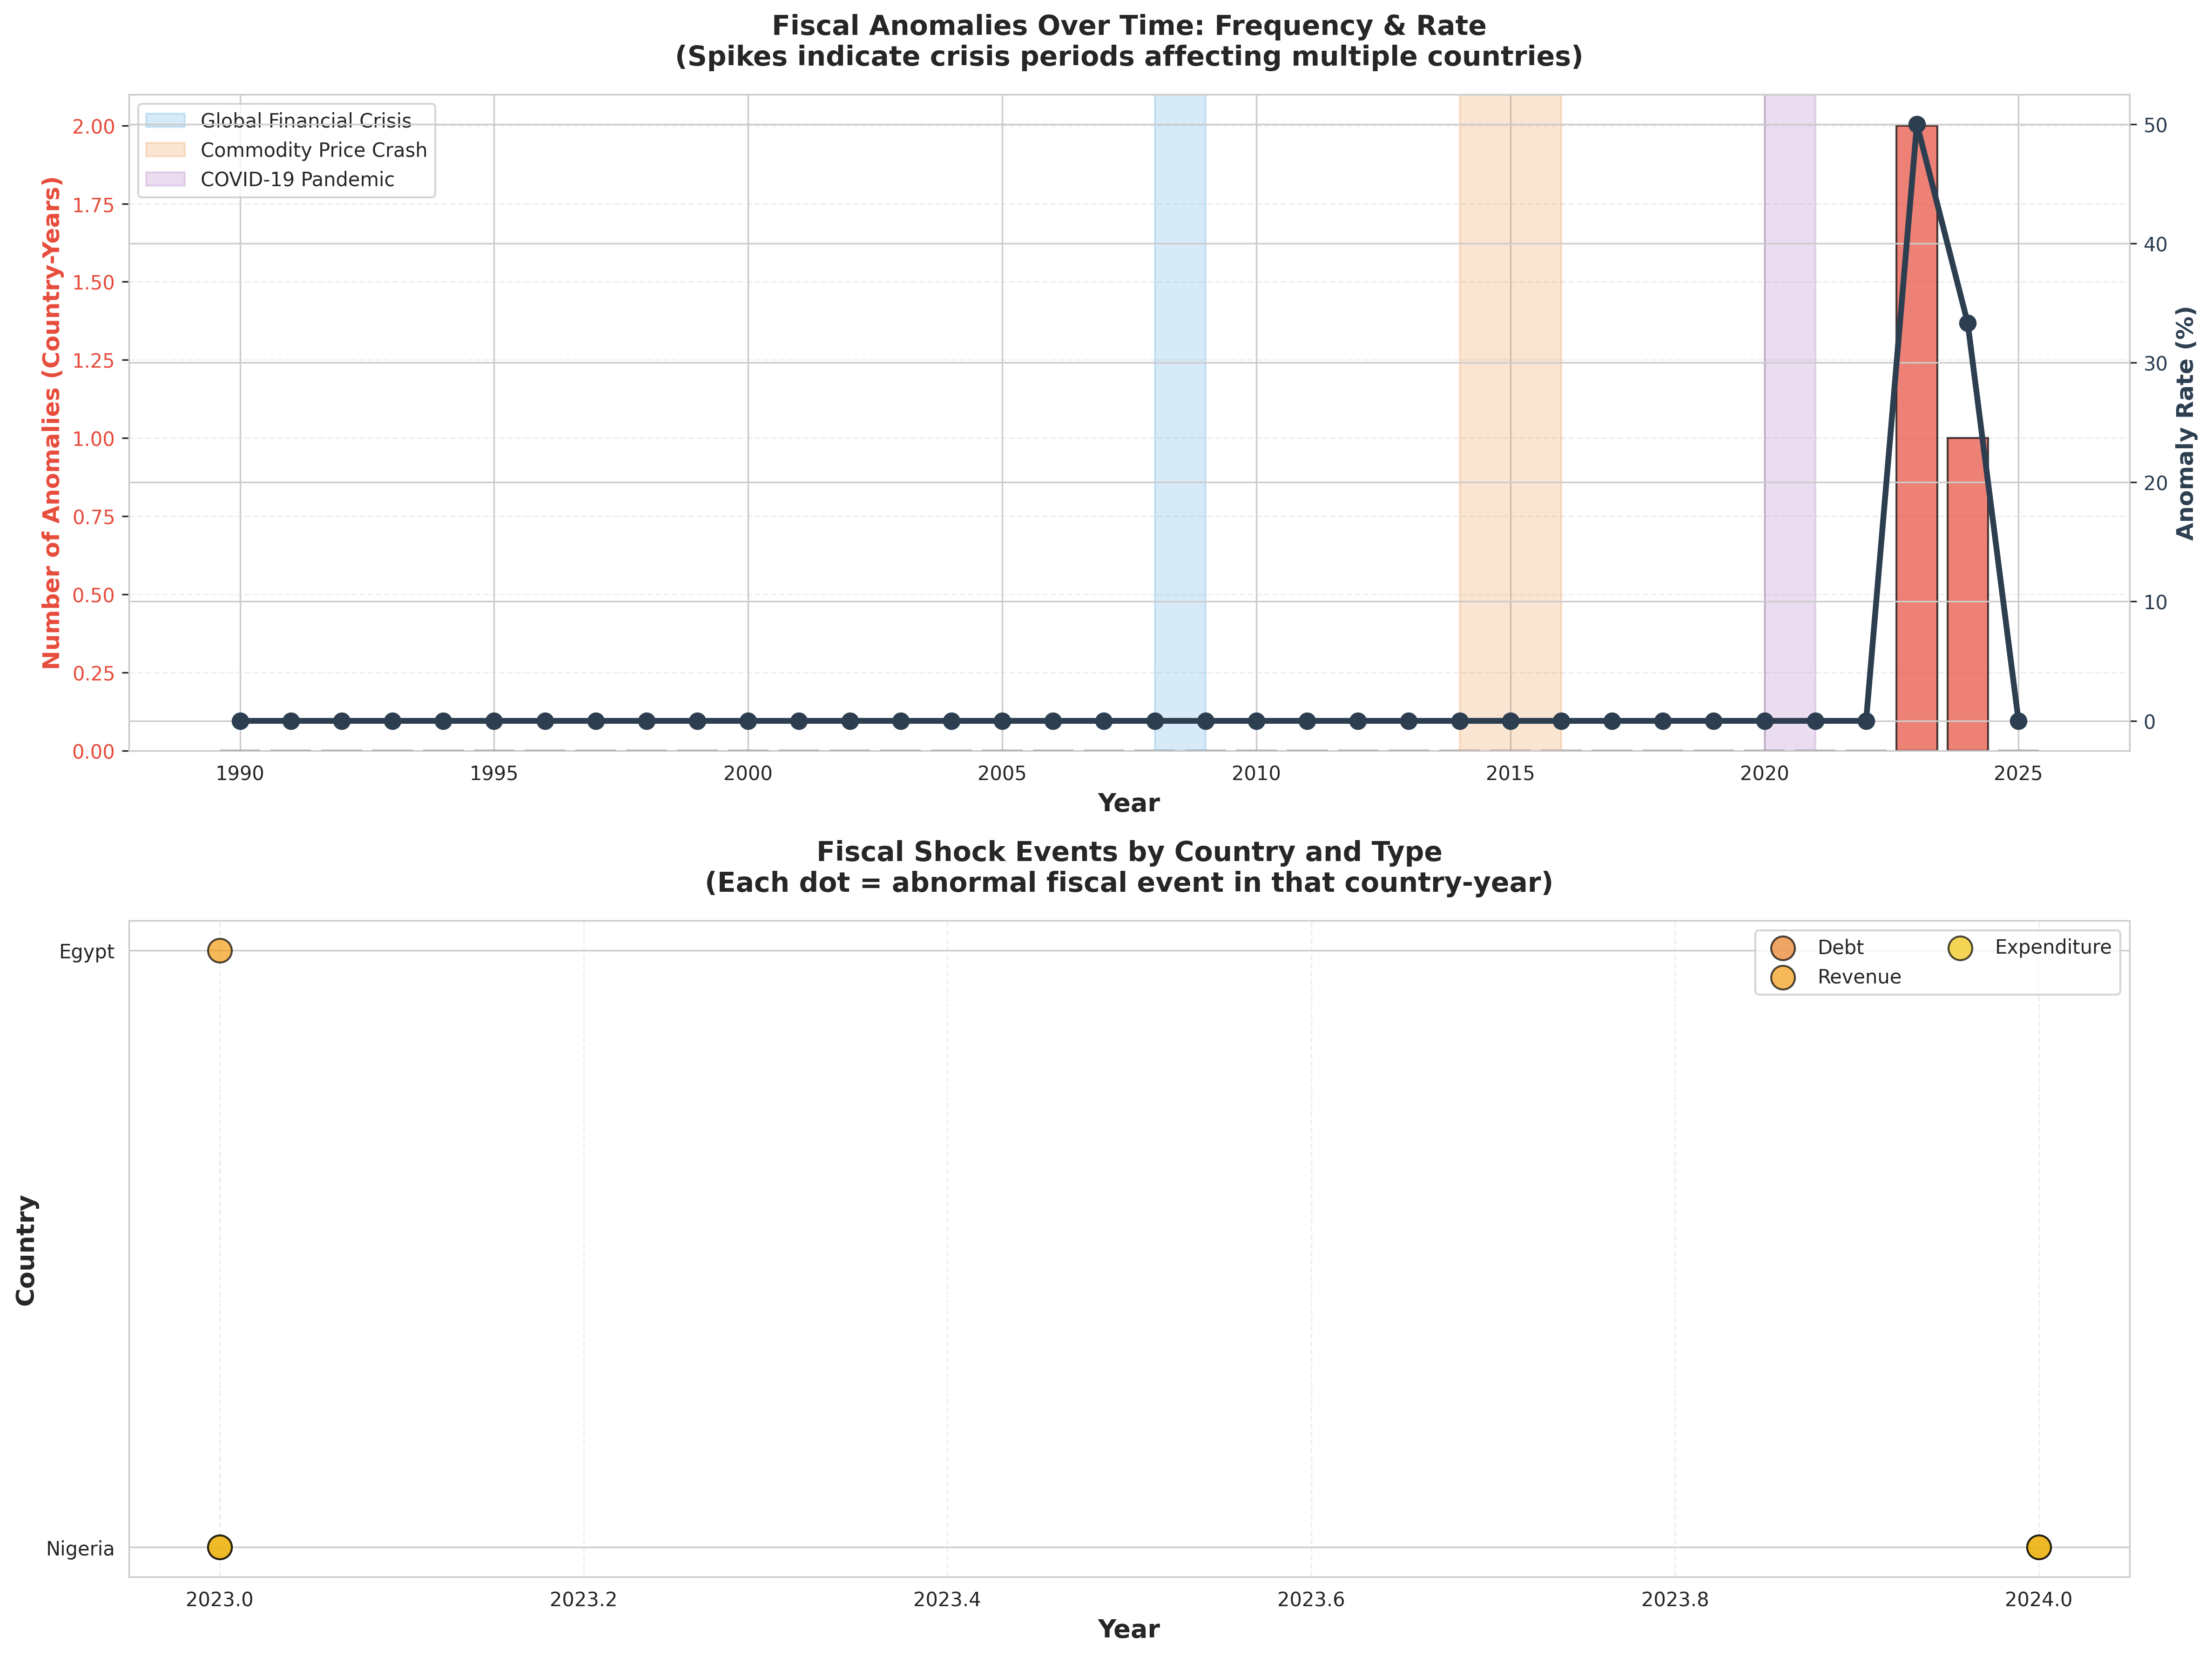 Fiscal Anomalies Over Time: Frequency & Rate
(Spikes indicate crisis periods affecting multiple countries)
Global Financial Crisis
Commodity Price Crash
COVID-19 Pandemic
Number of Anomalies (Country-Years)
2.00
1.75
1.50
1.25
1.00
0.75
0.50
0.25
0.00
50
40
30
20
10
0
Anomaly Rate (%)
1990 1995 2000 2005 2010 2015 2020 2025
Year
Fiscal Shock Events by Country and Type
(Each dot = abnormal fiscal event in that country-year)
Debt
Revenue
Expenditure
Country
Egypt
Nigeria
2023.0 2023.2 2023.4 2023.6 2023.8 2024.0
Year